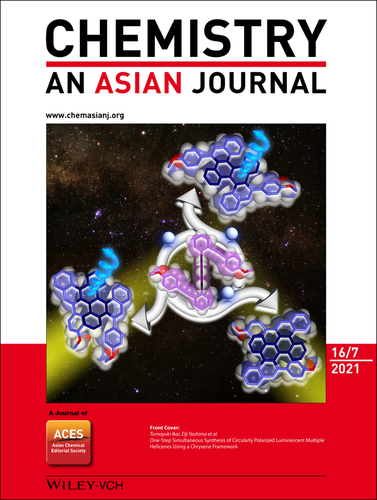 CHEMISTRY
AN ASIAN JOURNAL
www.chemasianj.org
16/7
2021
A Journal of
ACES
Asian Chemical
Editorial Society
Front Cover:
Tomoyuki Ikai, Eiji Yashima et al.
One-Step Simultaneous Synthesis of Circularly Polarized Luminescent Multiple
Helicenes Using a Chrysene Framework
WILEY-VCH